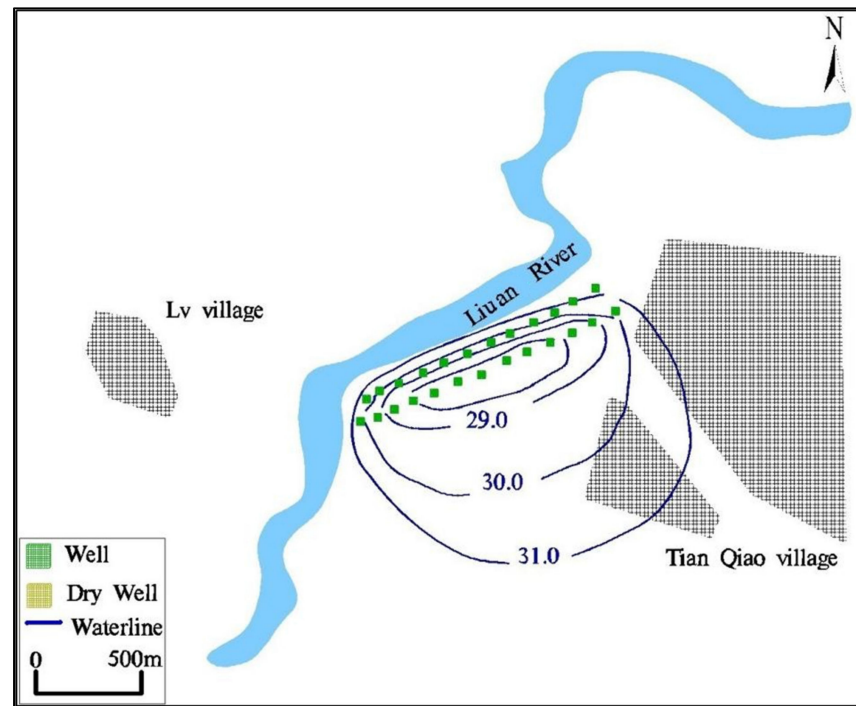 N
Liuan River
Lv village
29.0
30.0
31.0
Tian Qiao village
Well
Dry Well
Waterline
0 500m